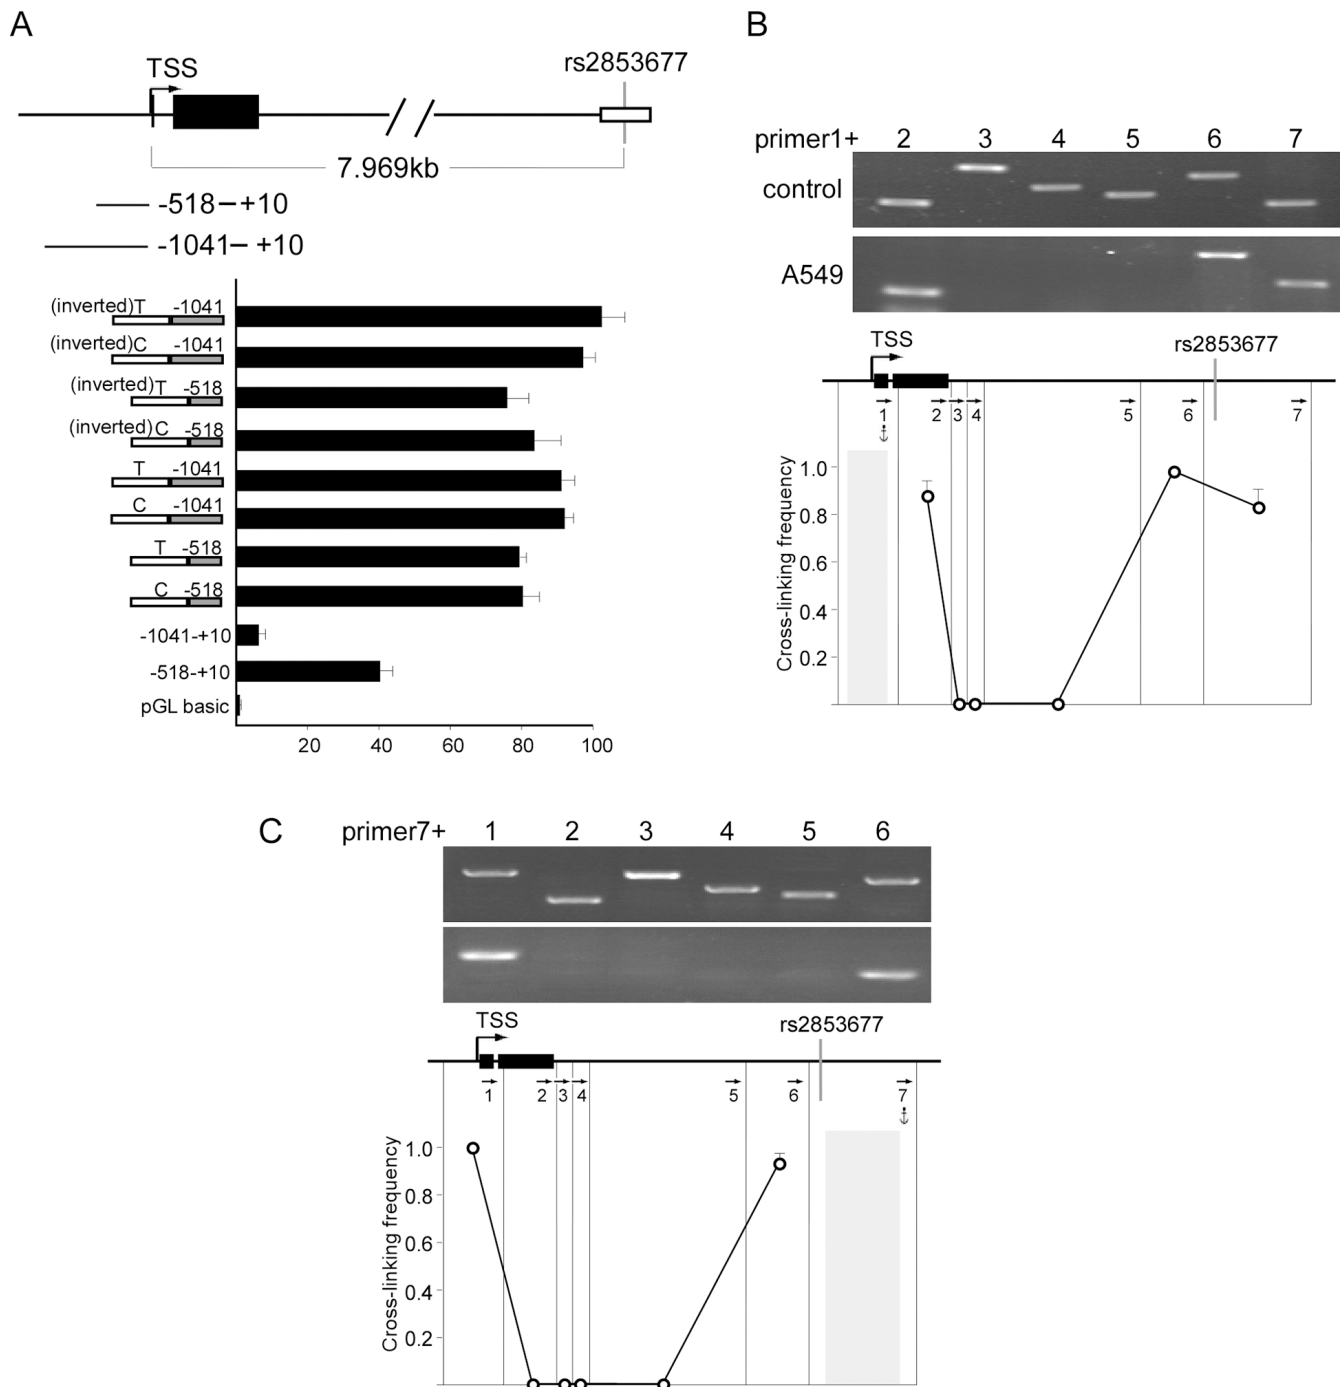 A
TSS
rs2853677
7.969kb
-518–+10
-1041– +10
(inverted)T -1041
(inverted)C -1041
(inverted)T -518
(inverted)C -518
T -1041
C -1041
T -518
C -518
-1041-+10
-518-+10
pGL basic
20 40 60 80 100
B
primer1+ 2 3 4 5 6 7
control
A549
TSS
rs2853677
1 2 3 4 5 6 7
Cross-linking frequency
1.0
0.8
0.6
0.4
0.2
C
primer7+ 1 2 3 4 5 6
TSS
rs2853677
1 2 3 4 5 6 7
Cross-linking frequency
1.0
0.8
0.6
0.4
0.2